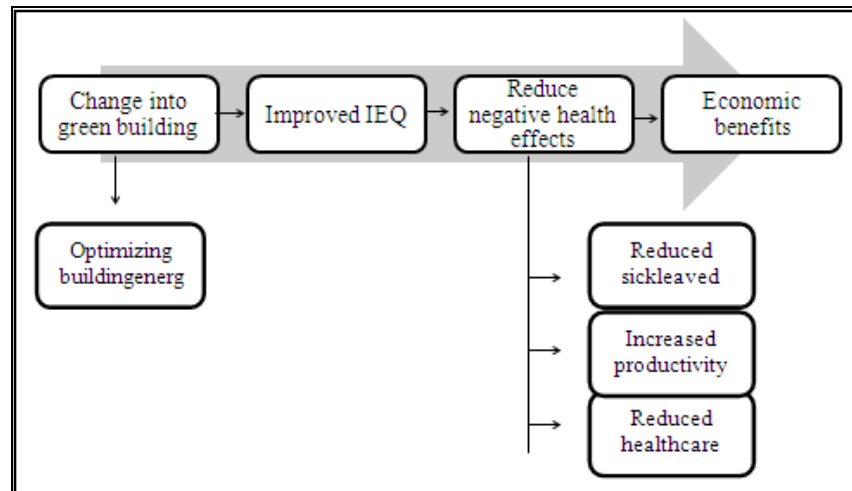 Change into
green building
Improved IEQ
Reduce
negative health
effects
Economic
benefits
Optimizing
buildingenerg
Reduced
sickleaved
Increased
productivity
Reduced
healthcare